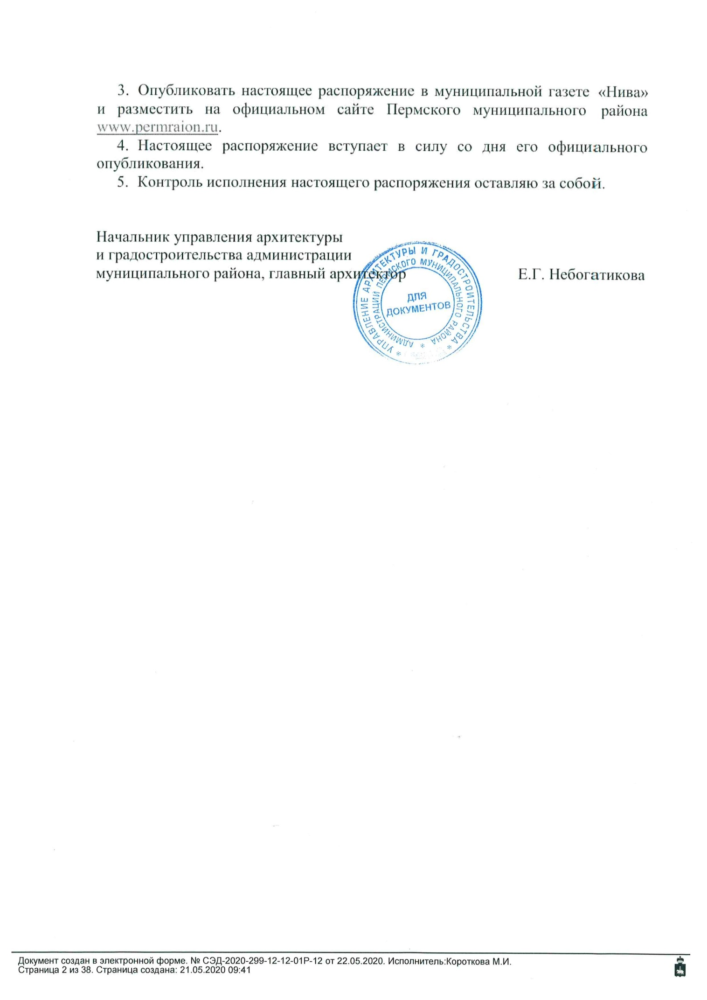 3. Опубликовать настоящее распоряжение в муниципальной газете «Нива»
и разместить на официальном сайте Пермского муниципального района
www.permraion.ru.
4. Настоящее распоряжение вступает в силу со дня его официального
опубликования.
5. Контроль исполнения настоящего распоряжения оставляю за собой.
Начальник управления архитектуры
и градостроительства администрации
муниципального района, главный архитектор Е.Г. Небогатикова
* УПРАВЛЕНИЕ АРХИТЕКТУРЫ И ГРАДОСТРОИТЕЛЬСТВА *
* АДМИНИСТРАЦИИ ПЕРМСКОГО МУНИЦИПАЛЬНОГО РАЙОНА
ДЛЯ
ДОКУМЕНТОВ
Документ создан в электронной форме. № СЭД-2020-299-12-12-01Р-12 от 22.05.2020. Исполнитель:Короткова М.И.
Страница 2 из 38. Страница создана: 21.05.2020 09:41